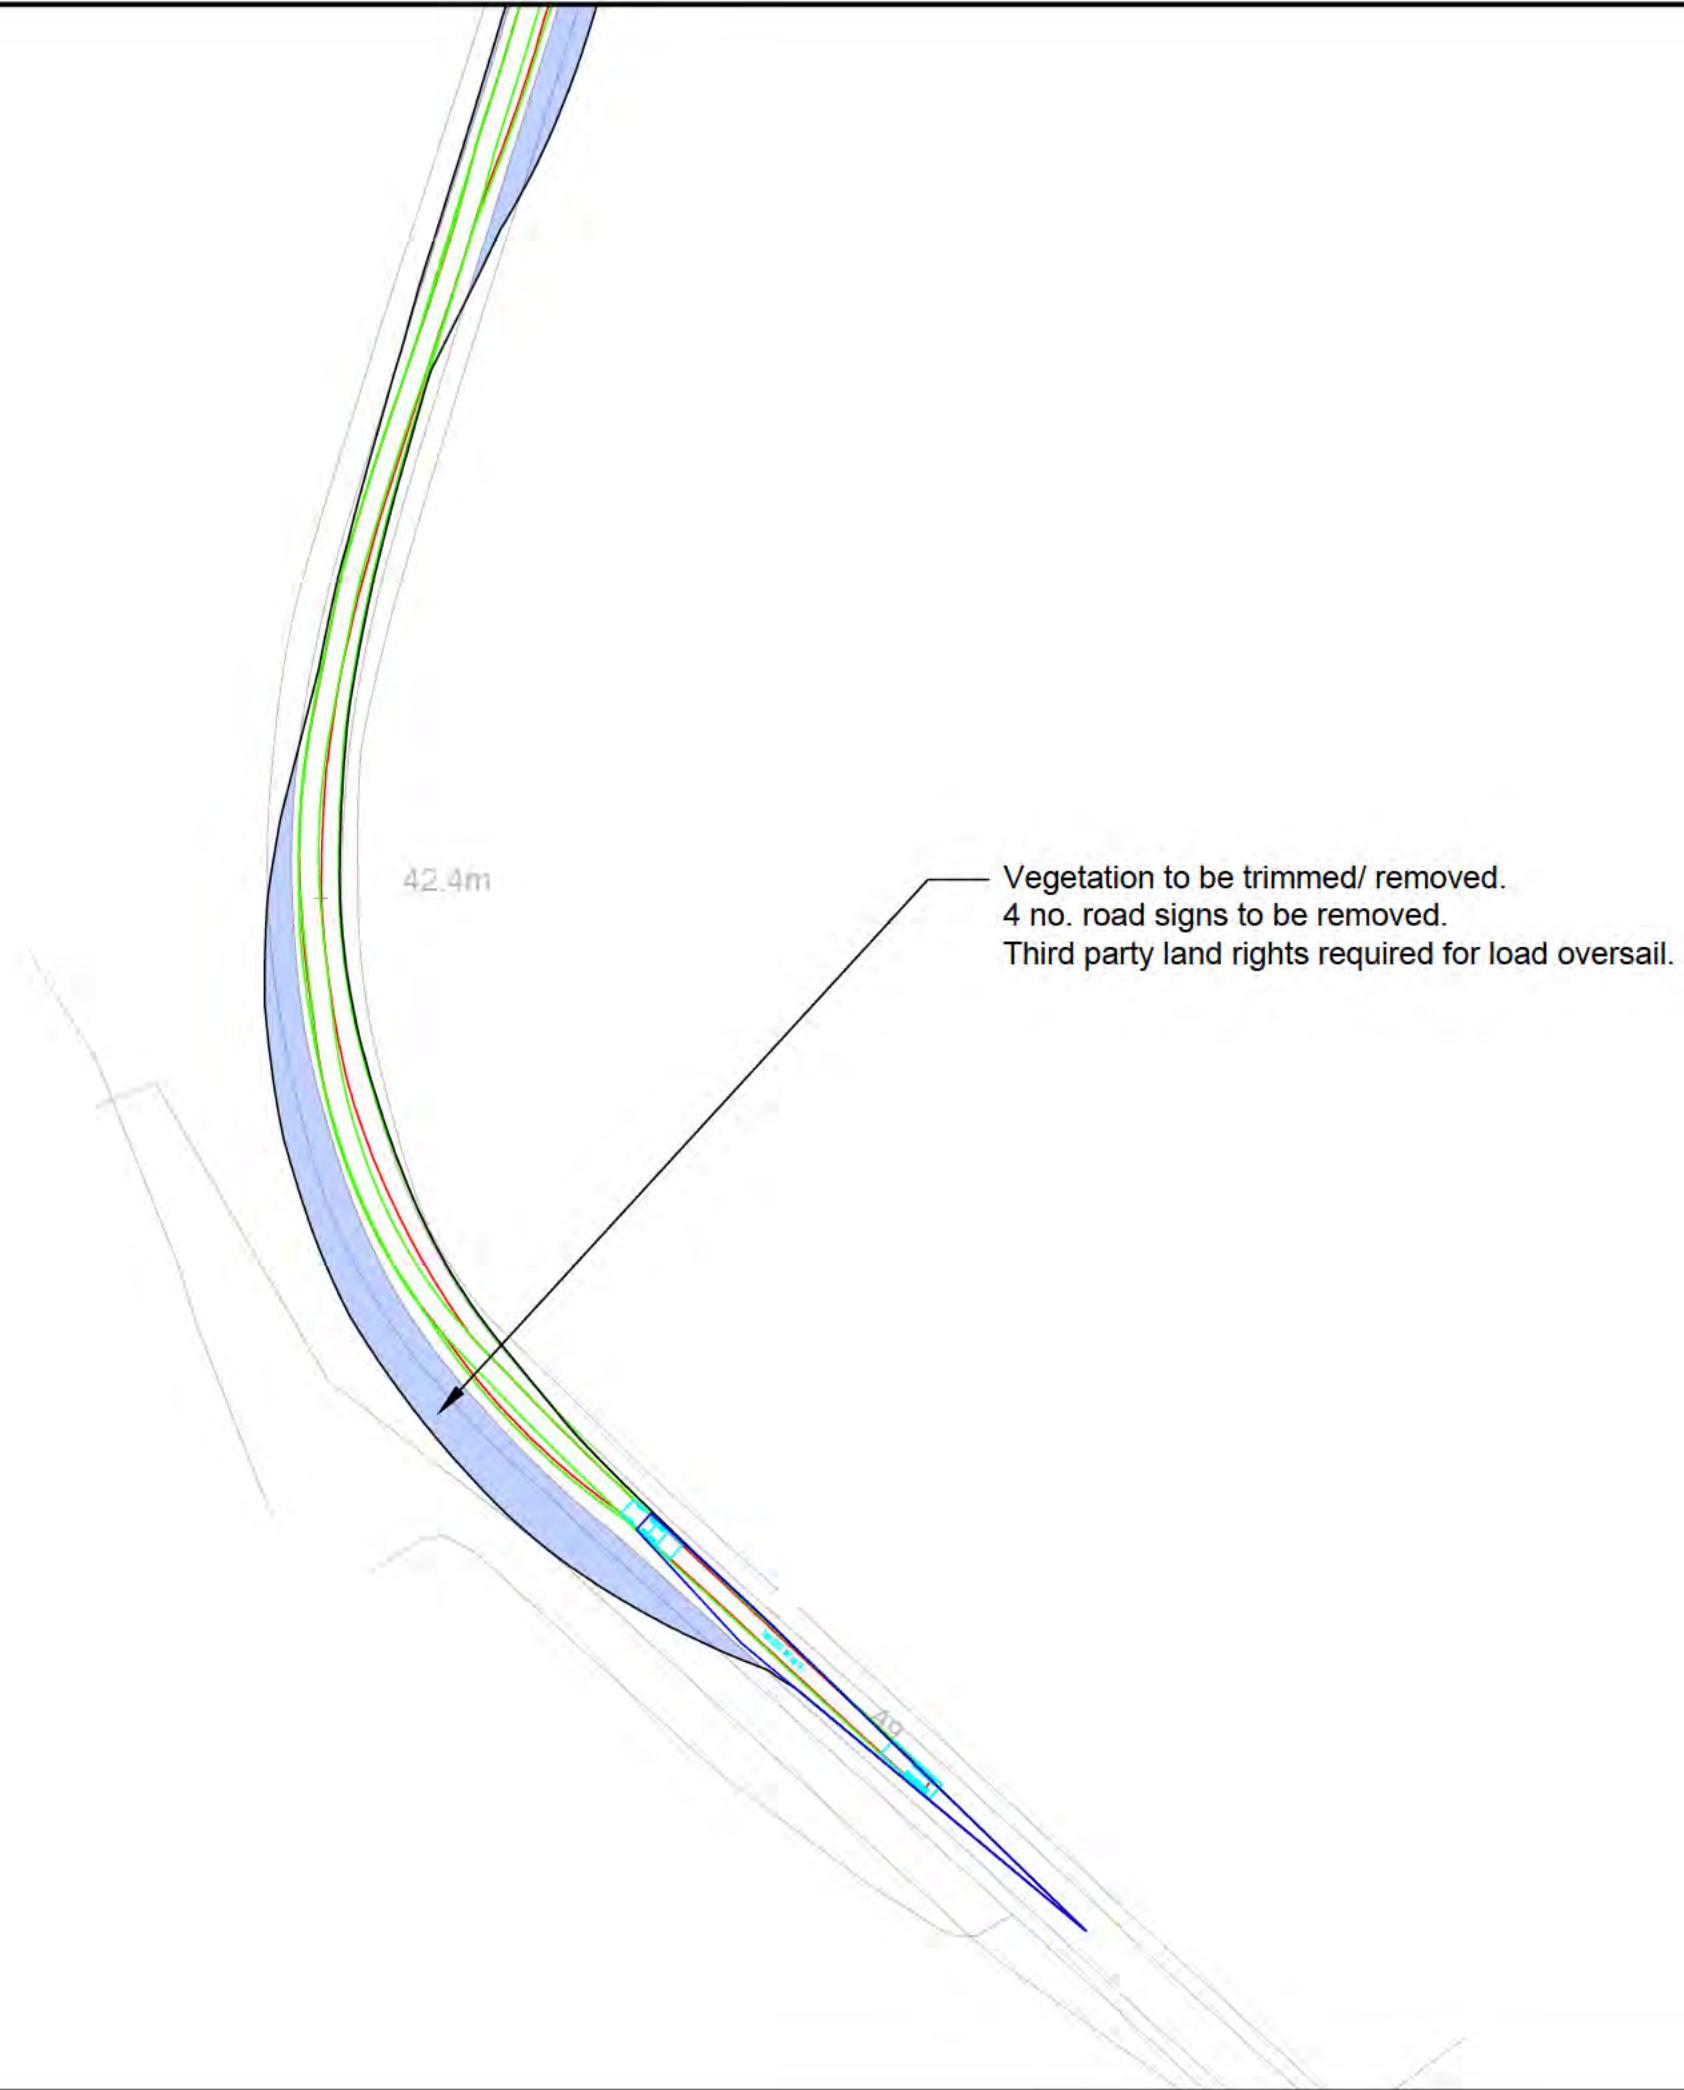 42.4m
Vegetation to be trimmed/ removed.
4 no. road signs to be removed.
Third party land rights required for load oversail.
A9